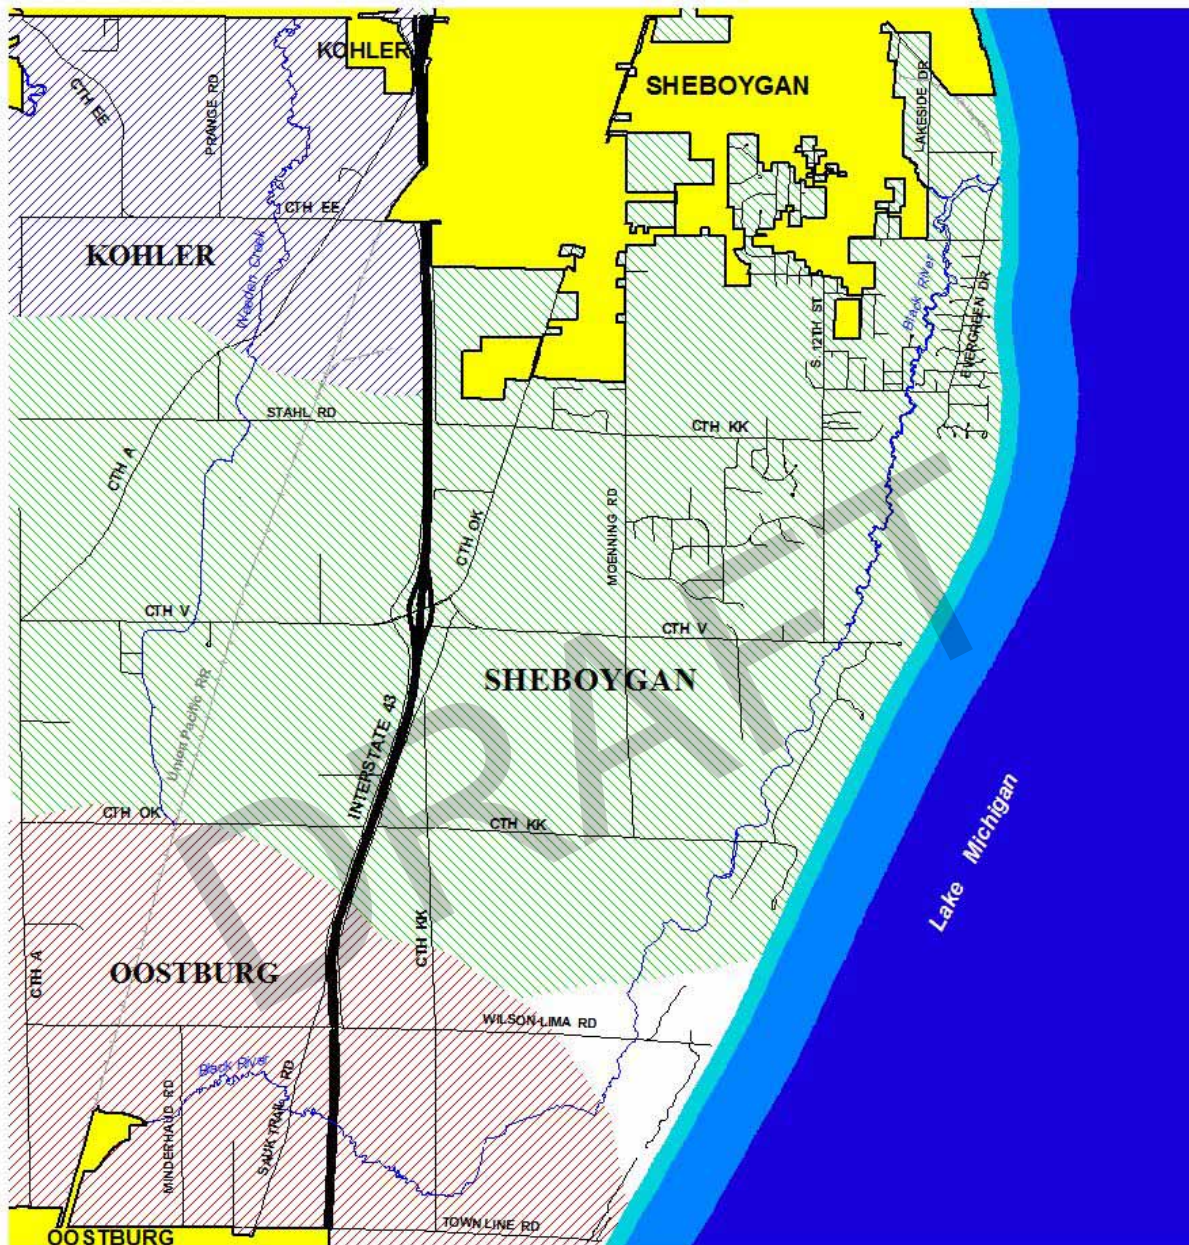 KOHLER
SHEBOYGAN
CTH EE
PRANGE RD
LAKESIDE DR
CTH EE
KOHLER
Weeden Creek
Black River
EVERGREEN DR
S. 12TH ST
STAHL RD
CTH KK
CTH A
CTH OK
MOENNING RD
CTH V
CTH V
SHEBOYGAN
Union Pacific RR
INTERSTATE 43
DRAFT
CTH OK
CTH KK
Lake Michigan
CTH KK
CTH A
OOSTBURG
WILSON-LIMA RD
Black River
MINDERHAUD RD
SAUK TRAIL RD
TOWN LINE RD
OOSTBURG